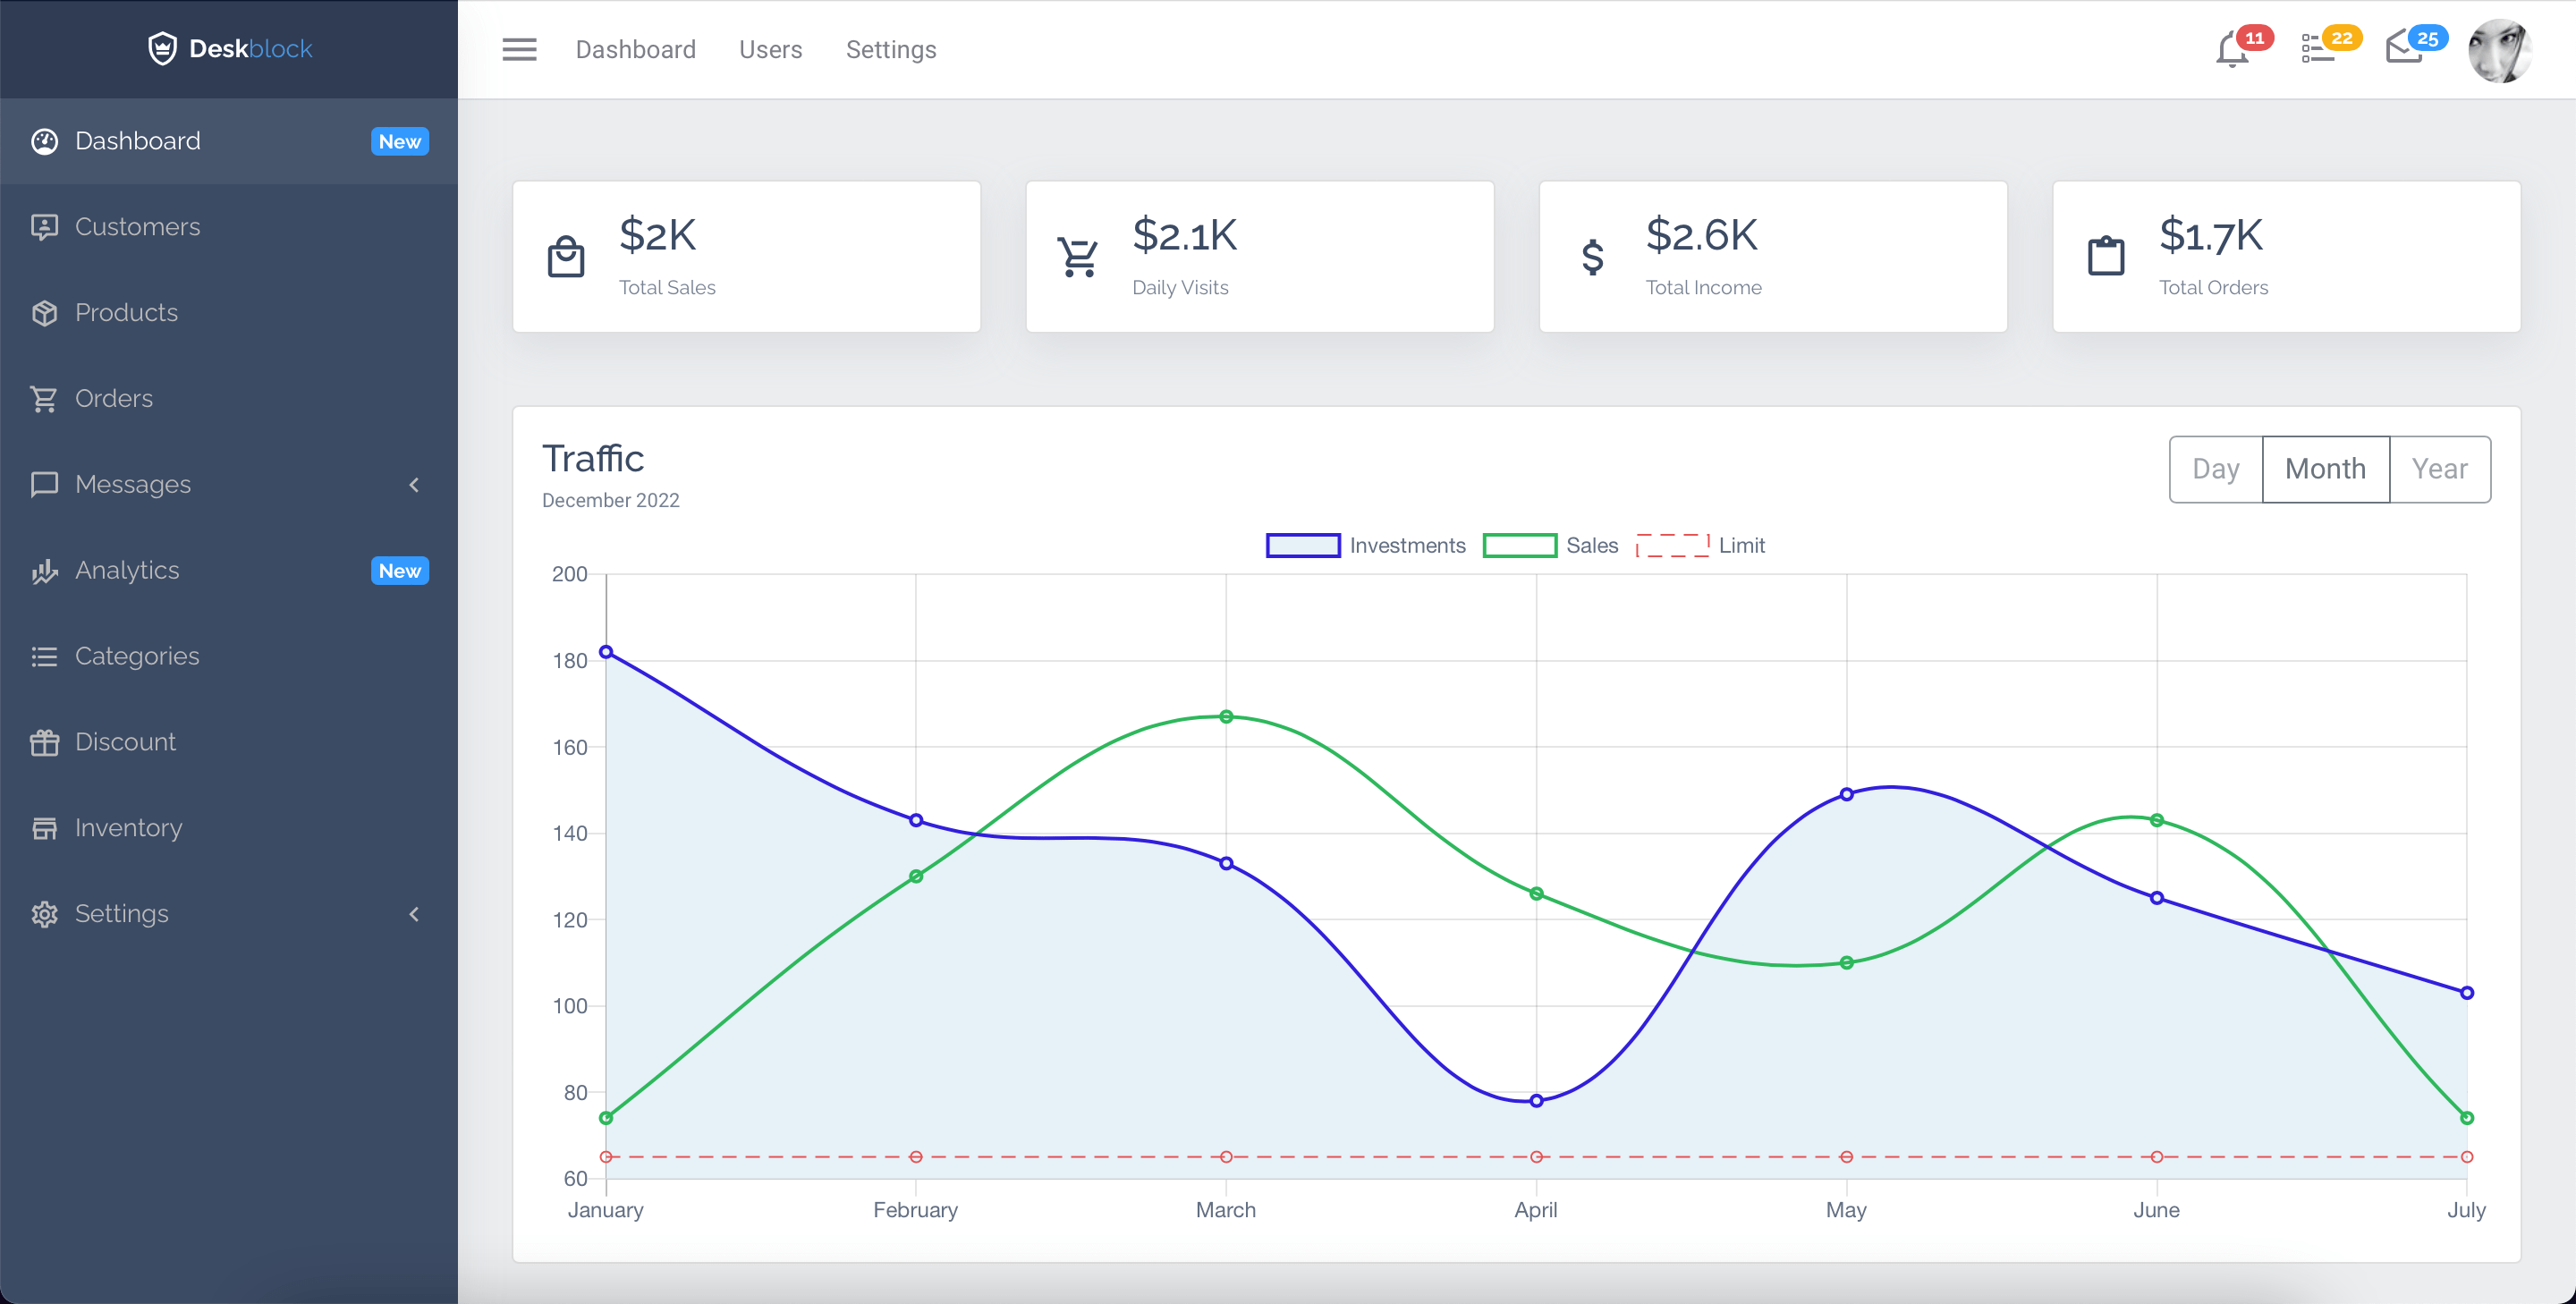 Deskblock
Dashboard Users Settings
11 22 25
Dashboard New
Customers
Products
Orders
Messages
Analytics New
Categories
Discount
Inventory
Settings
$2K
Total Sales
$2.1K
Daily Visits
$2.6K
Total Income
$1.7K
Total Orders
Traffic
December 2022
Day Month Year
Investments Sales Limit
200
180
160
140
120
100
80
60
January February March April May June July